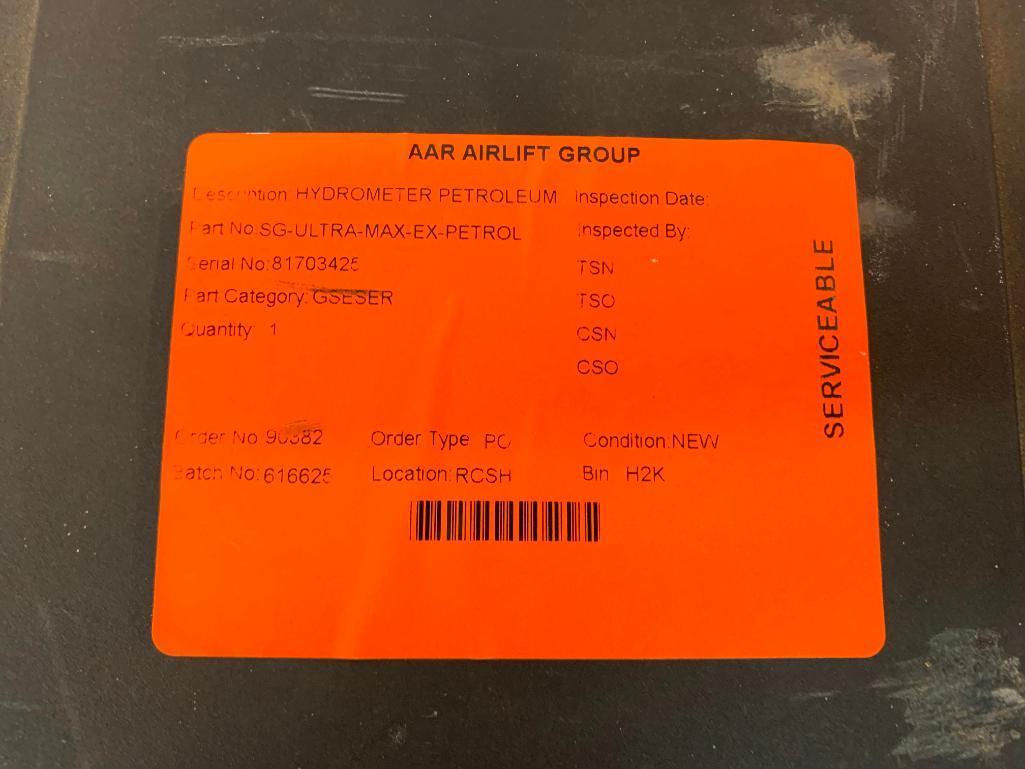 AAR AIRLIFT GROUP
Description: HYDROMETER PETROLEUM Inspection Date:
Part No:SG-ULTRA-MAX-EX-PETROL Inspected By:
Serial No: TSN
Part Category: GSESER TSO
Quantity: 1 CSN
CSO
SERVICEABLE
Order No 90382 Order Type PO Condition:NEW
Batch No: Location:RCSH Bin H2K